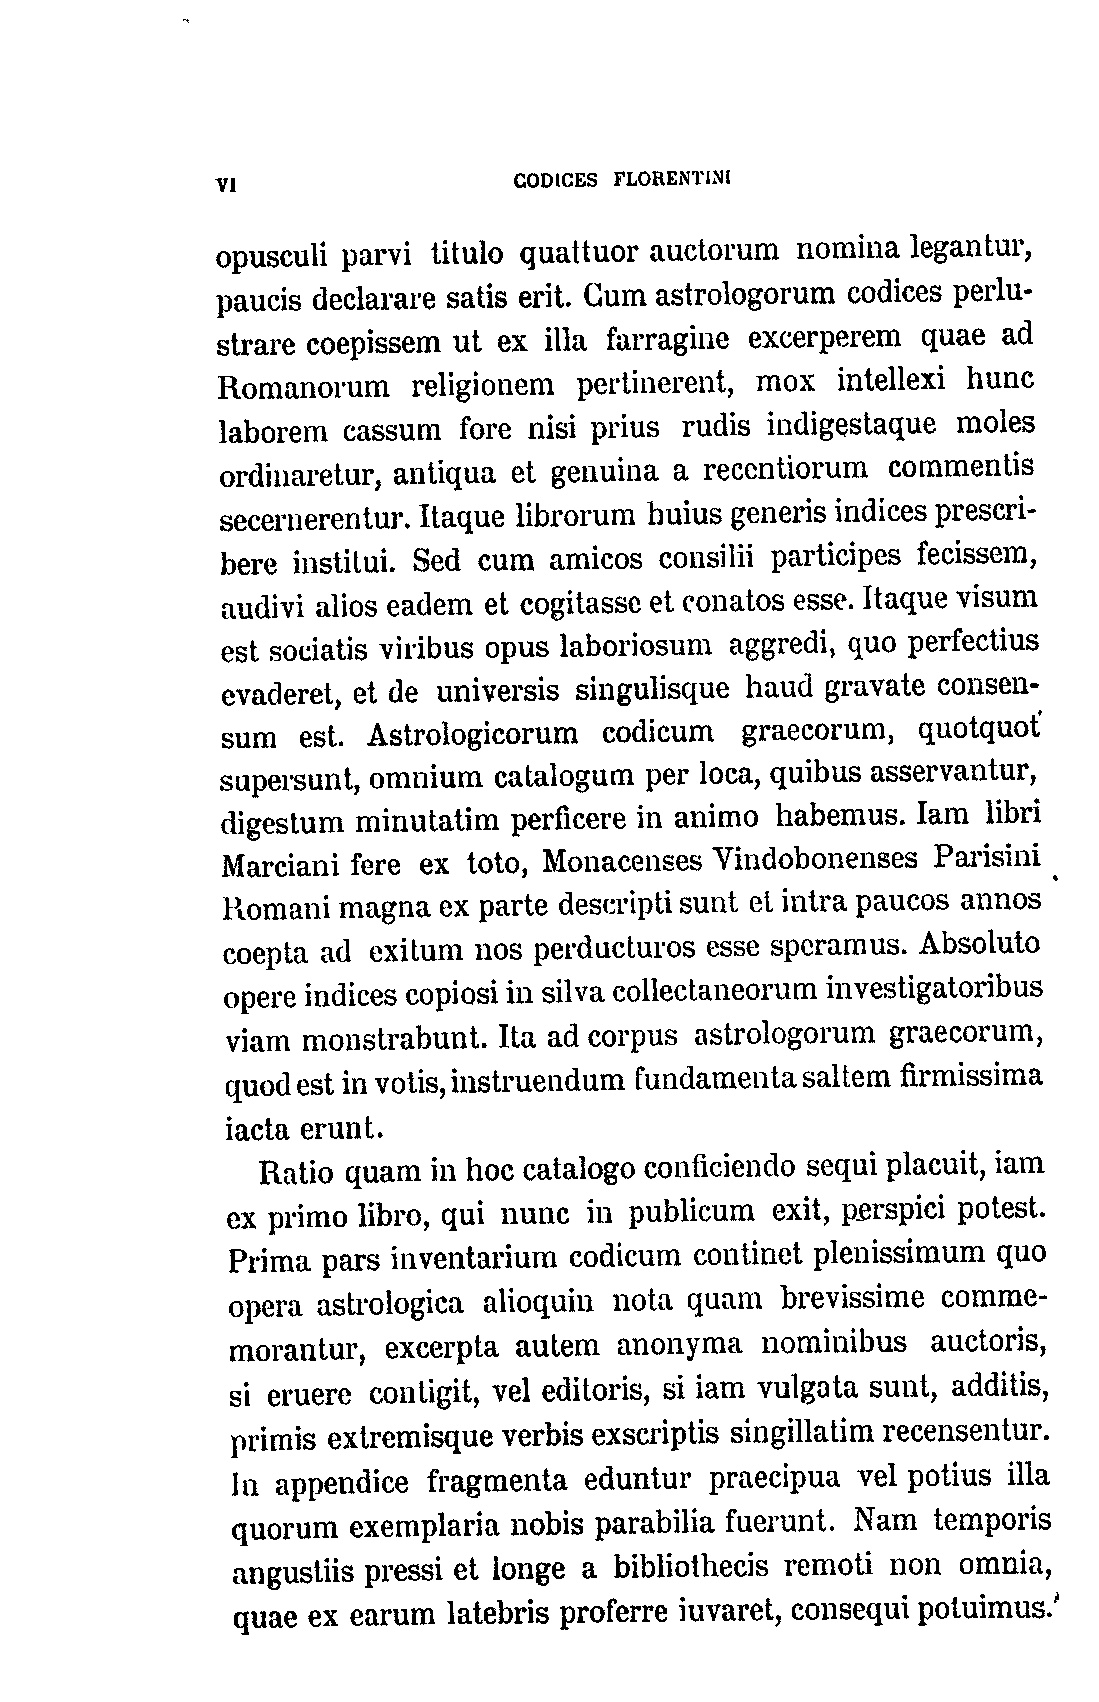 VI CODICES FLORENTINI
opusculi parvi titulo quattuor auctorum nomina legantur,
paucis declarare satis erit. Cum astrologorum codices perlu-
strare coepissem ut ex illa farragine excerperem quae ad
Romanorum religionem pertinerent, mox intellexi hunc
laborem cassum fore nisi prius rudis indigestaque moles
ordinaretur, antiqua et genuina a recentiorum commentis
secernerentur. Itaque librorum huius generis indices prescri-
bere institui. Sed cum amicos consilii participes fecissem,
audivi alios eadem et cogitasse et conatos esse. Itaque visum
est sociatis viribus opus laboriosum aggredi, quo perfectius
evaderet, et de universis singulisque haud gravate consen-
sum est. Astrologicorum codicum graecorum, quotquot
supersunt, omnium catalogum per loca, quibus asservantur,
digestum minutatim perficere in animo habemus. Iam libri
Marciani fere ex toto, Monacenses Vindobonenses Parisini
Romani magna ex parte descripti sunt et intra paucos annos
coepta ad exitum nos perducturos esse speramus. Absoluto
opere indices copiosi in silva collectaneorum investigatoribus
viam monstrabunt. Ita ad corpus astrologorum graecorum,
quod est in votis, instruendum fundamenta saltem firmissima
iacta erunt.
Ratio quam in hoc catalogo conficiendo sequi placuit, iam
ex primo libro, qui nunc in publicum exit, perspici potest.
Prima pars inventarium codicum continet plenissimum quo
opera astrologica alioquin nota quam brevissime comme-
morantur, excerpta autem anonyma nominibus auctoris,
si eruere contigit, vel editoris, si iam vulgata sunt, additis,
primis extremisque verbis exscriptis singillatim recensentur.
In appendice fragmenta eduntur praecipua vel potius illa
quorum exemplaria nobis parabilia fuerunt. Nam temporis
angustiis pressi et longe a bibliothecis remoti non omnia,
quae ex earum latebris proferre iuvaret, consequi potuimus.